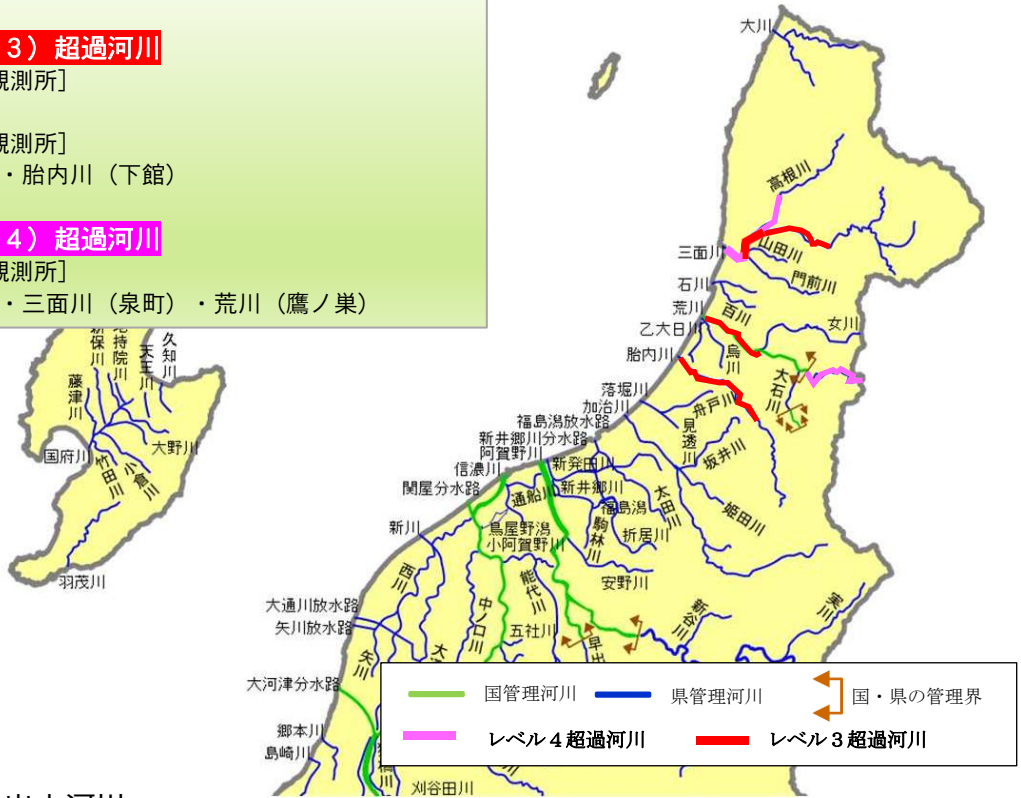 3）超過河川
観測所］
観測所］
・胎内川（下館）
4）超過河川
観測所］
・三面川（泉町）・荒川（鷹ノ巣）
大川
高根川
三面川
山田川
門前川
石川
荒川
百川
乙大日川
女川
烏川
胎内川
大石川
落堀川
加治川
舟戸川
福島潟放水路
見透川
新井郷川分水路
坂井川
阿賀野川
新発田川
信濃川
関屋分水路
通船川
新井郷川
太田川
福島潟
姫田川
新川
鳥屋野潟
駒林川
折居川
小阿賀野川
西川
能代川
安野川
中ノ口川
大通川放水路
矢川放水路
五社川
新谷川
実川
早出
矢川
大河津分水路
郷本川
島崎川
刈谷田川
新保川
天王川
久知川
藤津川
大野川
国府川
竹田川
小倉川
羽茂川
国管理河川
県管理河川
国・県の管理界
レベル４超過河川
レベル３超過河川